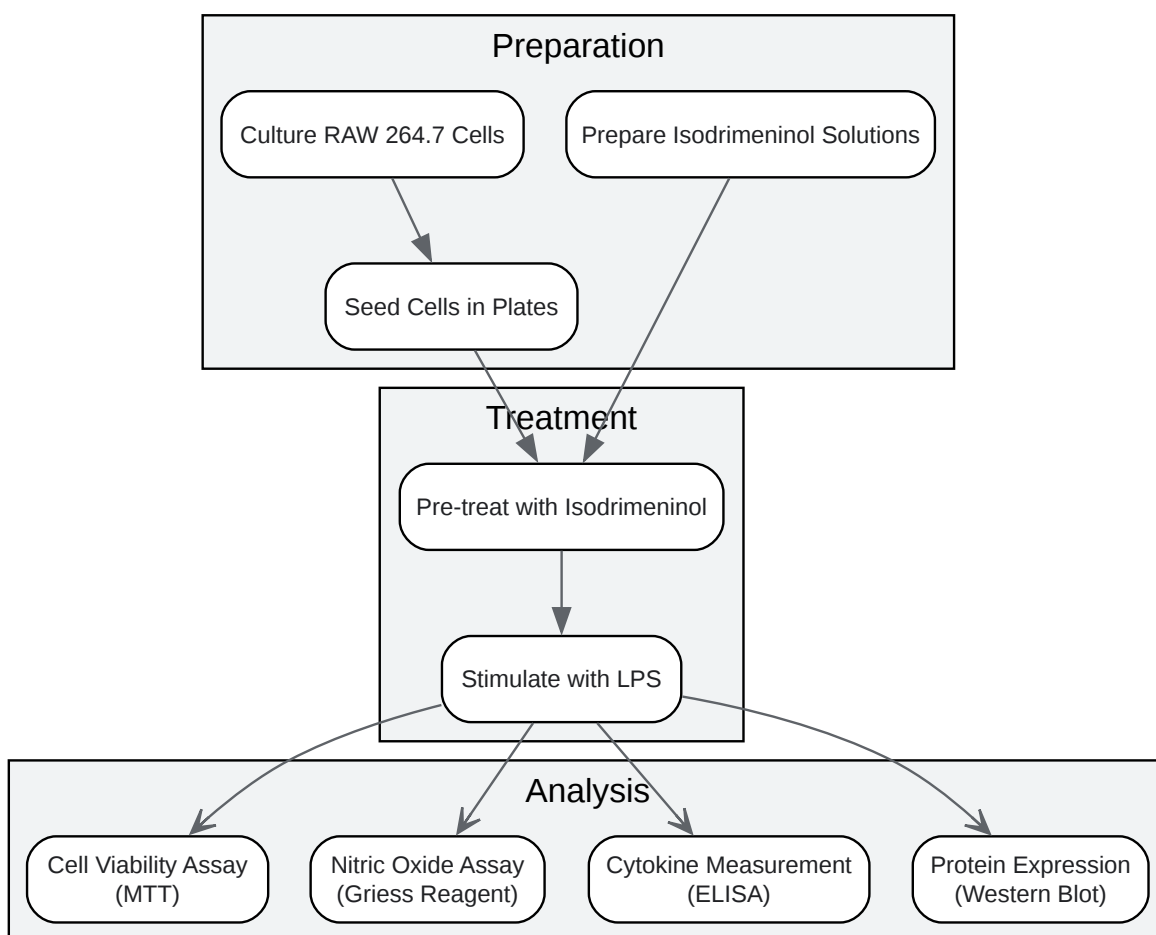 Preparation
Culture RAW 264.7 Cells
Prepare Isodrimeninol Solutions
Seed Cells in Plates
Treatment
Pre-treat with Isodrimeninol
Stimulate with LPS
Analysis
Cell Viability Assay
(MTT)
Nitric Oxide Assay
(Griess Reagent)
Cytokine Measurement
(ELISA)
Protein Expression
(Western Blot)